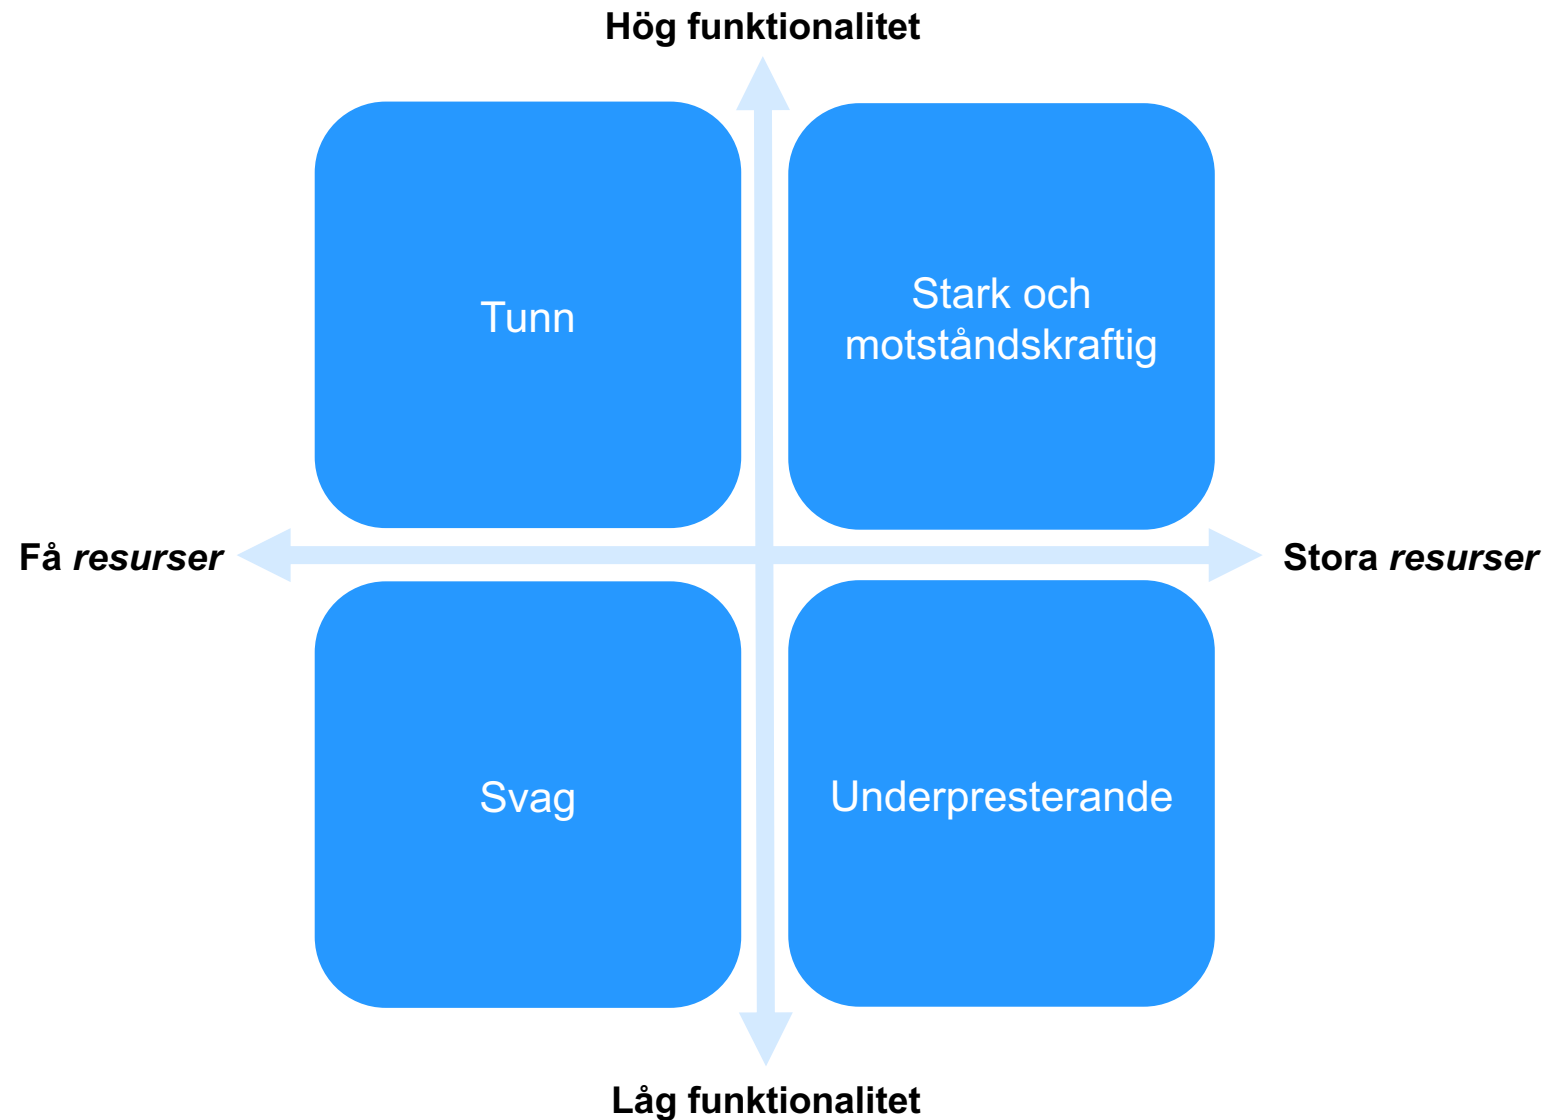 Hög funktionalitet
Tunn
Stark och
motståndskraftig
Få resurser
Stora resurser
Svag
Underpresterande
Låg funktionalitet